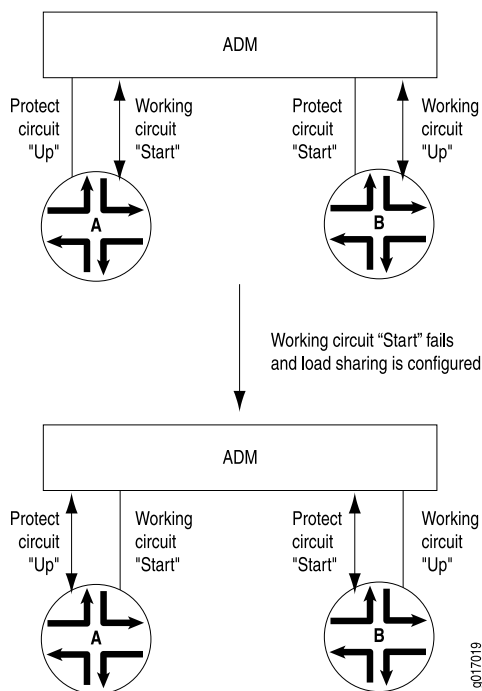 ADM
Protect
circuit
"Up"
Working
circuit
"Start"
Protect
circuit
"Start"
Working
circuit
"Up"
A
B
Working circuit “Start” fails
and load sharing is configured
ADM
Protect
circuit
"Up"
Working
circuit
"Start"
Protect
circuit
"Start"
Working
circuit
"Up"
A
B
g017019